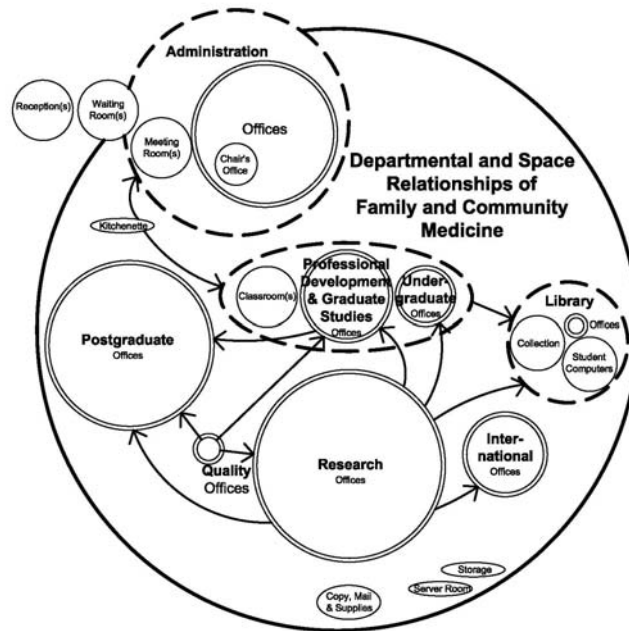 Administration
Reception(s)
Waiting
Room(s)
Meeting
Room(s)
Offices
Chair's
Office
Departmental and Space
Relationships of
Family and Community
Medicine
Kitchenette
Classroom(s)
Professional
Development
& Graduate
Studies
Offices
Under-
graduate
Offices
Library
Offices
Collection
Student
Computers
Postgraduate
Offices
Quality
Offices
Research
Offices
Inter-
national
Offices
Storage
Server Room
Copy, Mail
& Supplies